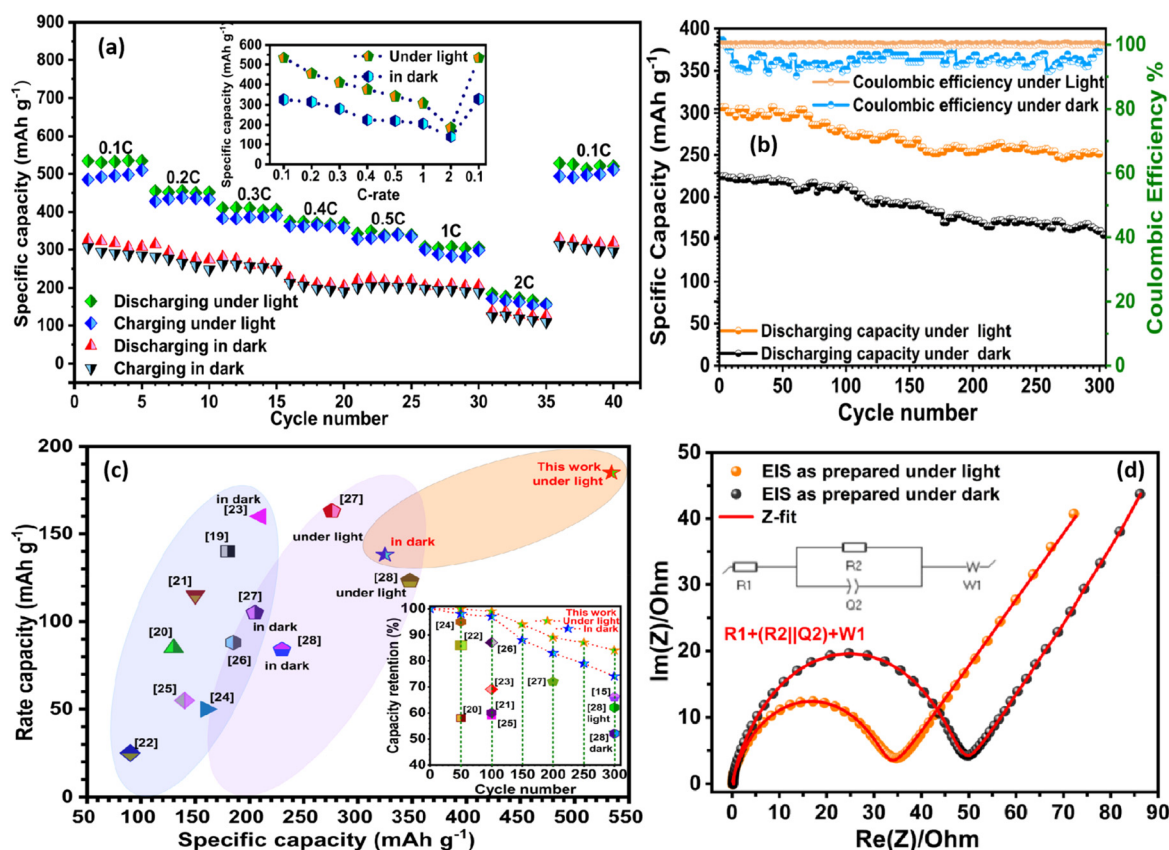 (a)
Specific capacity (mAh g⁻¹)
900
800
700
600
500
400
300
200
100
0
0.1C
0.2C
0.3C
0.4C
0.5C
1C
2C
0.1C
Discharging under light
Charging under light
Discharging in dark
Charging in dark
0 5 10 15 20 25 30 35 40
Cycle number
Specific capacity (mAh g⁻¹)
600
500
400
300
200
100
0
Under light
in dark
0.1 0.2 0.3 0.4 0.5 1 2 0.1
C-rate
(b)
Spcific Capacity (mAh g⁻¹)
400
350
300
250
200
150
100
50
0
Coulombic efficiency under Light
Coulombic efficiency under dark
Discharging capacity under light
Discharging capacity under dark
0 50 100 150 200 250 300
Cycle number
100
80
60
40
20
0
Coulombic Efficiency %
(c)
Rate capacity (mAh g⁻¹)
200
150
100
50
0
This work
under light
in dark
[23]
[27]
[19]
under light
in dark
[28]
under light
[21]
[27]
in dark
[20]
[26]
[28]
in dark
[25]
[24]
[22]
50 100 150 200 250 300 350 400 450 500 550
Specific capacity (mAh g⁻¹)
Capacity retention (%)
100
90
80
70
60
50
40
This work
Under light
In dark
[24]
[22]
[26]
[23]
[27]
[15]
[20]
[21]
[25]
[28]
light
[28]
dark
0 50 100 150 200 250 300
Cycle number
(d)
Im(Z)/Ohm
50
40
30
20
10
0
EIS as prepared under light
EIS as prepared under dark
Z-fit
R1
R2
Q2
W
W1
R1+(R2||Q2)+W1
0 10 20 30 40 50 60 70 80 90
Re(Z)/Ohm